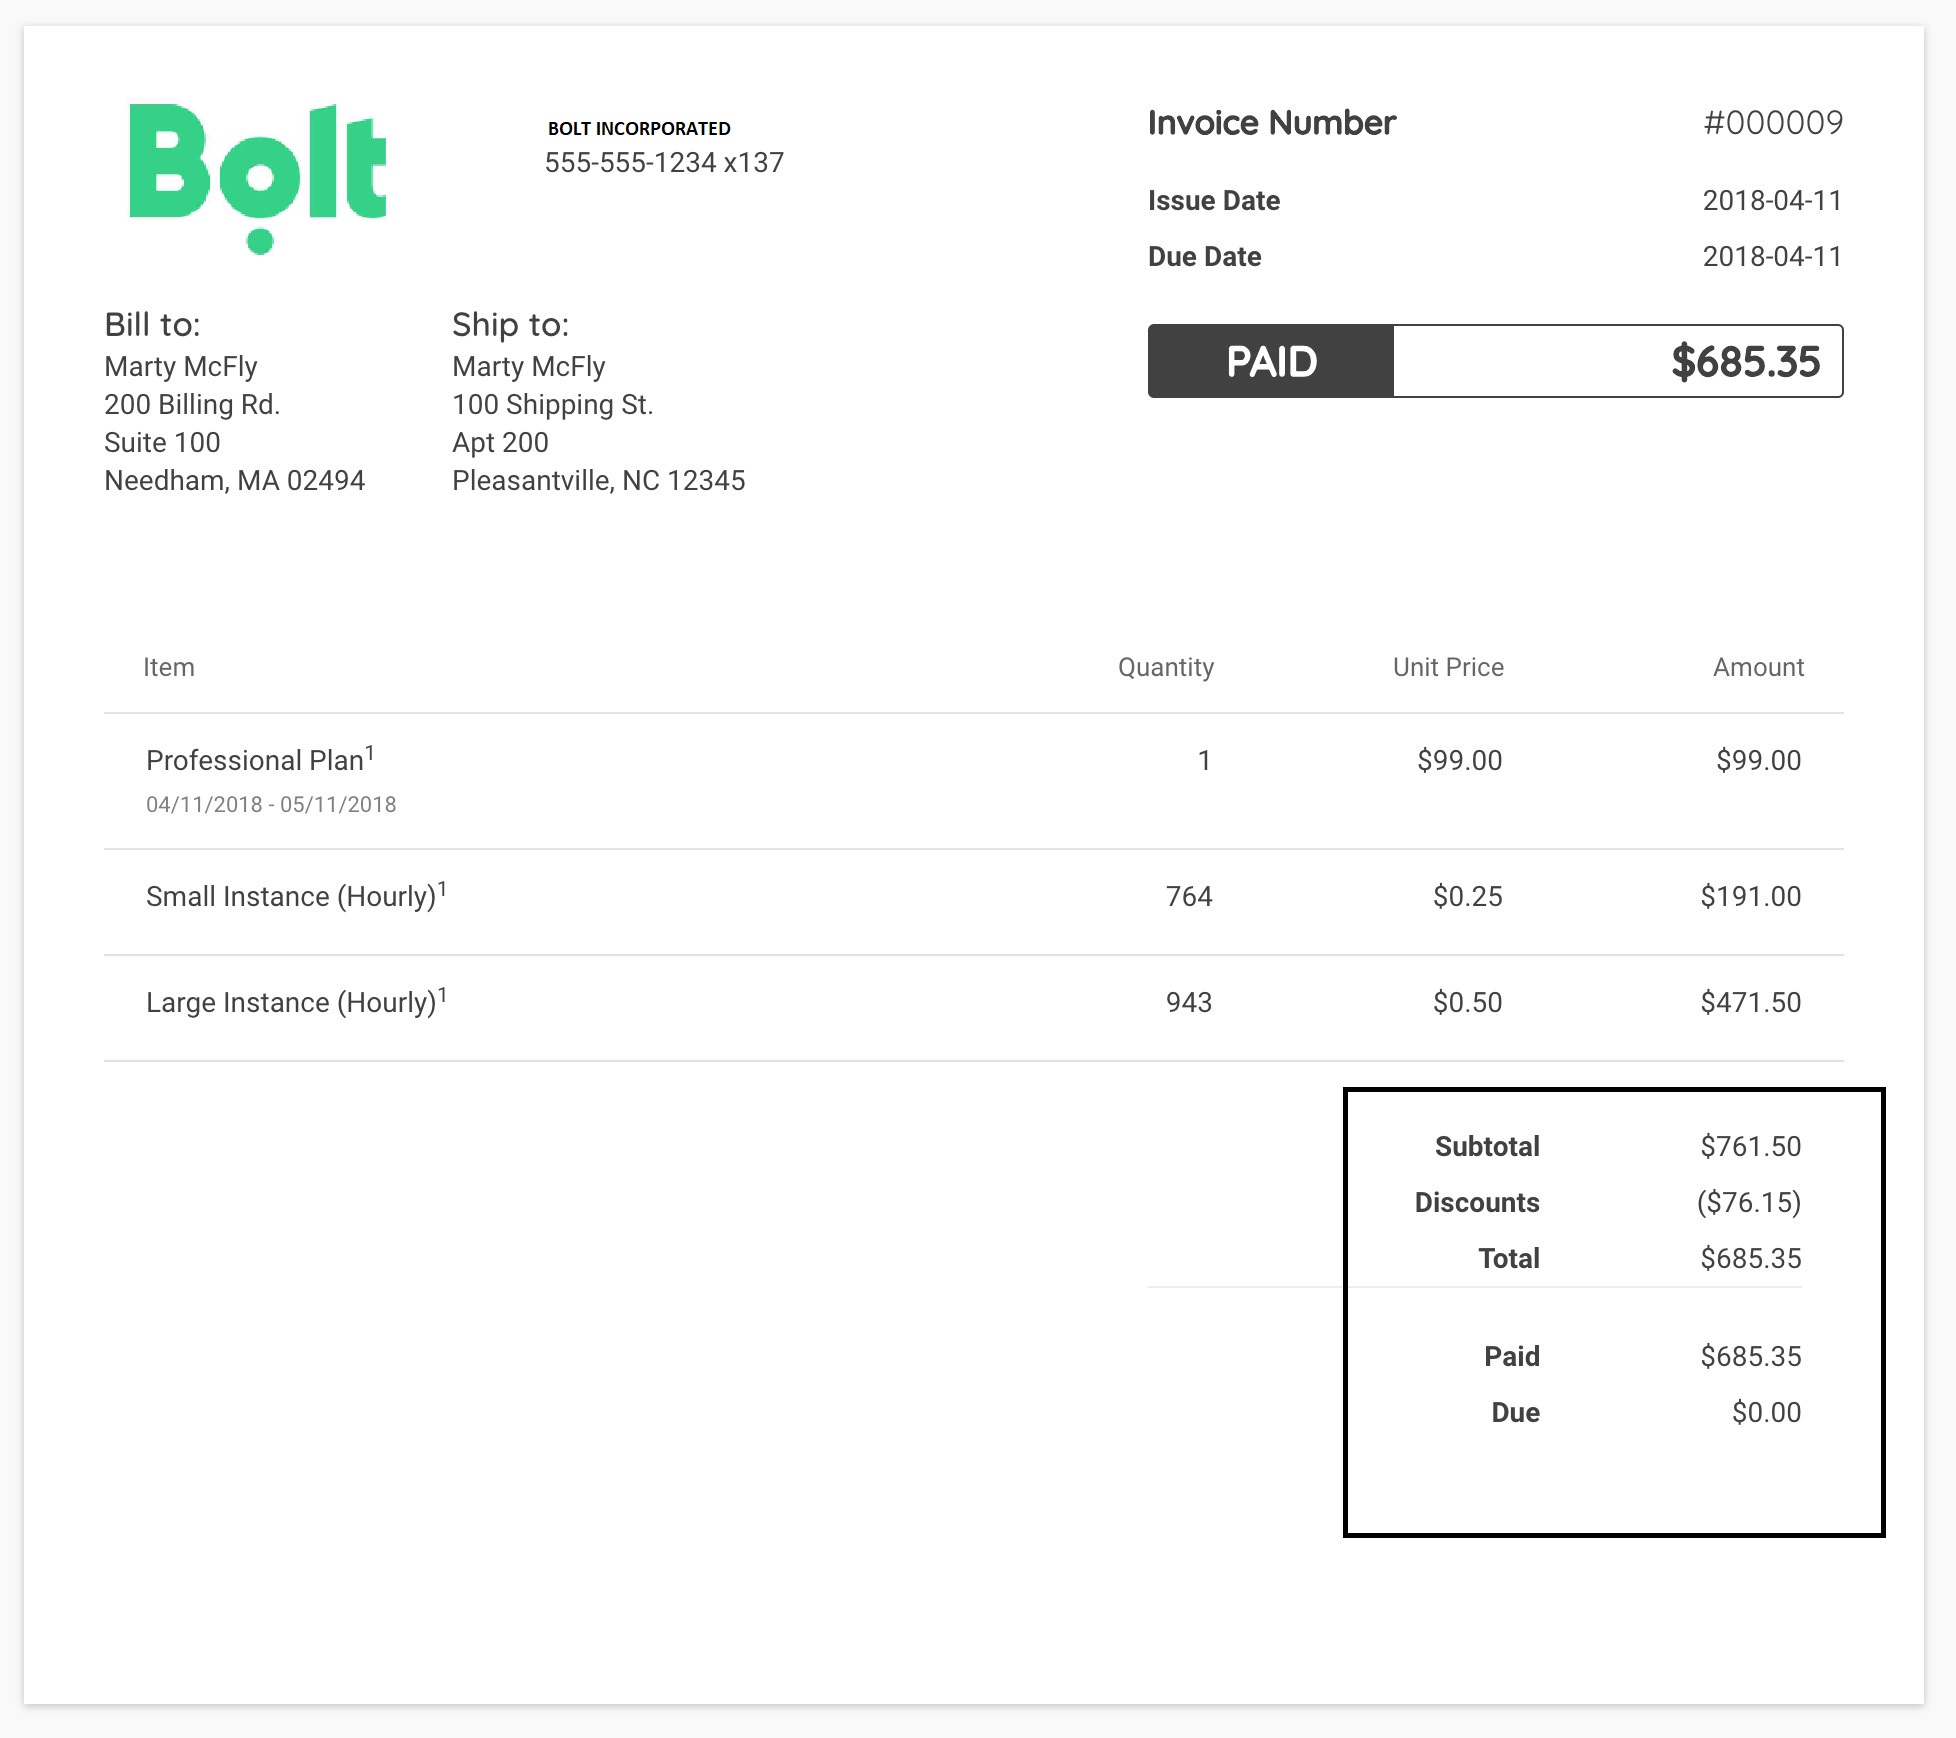 Bolt
BOLT INCORPORATED
555-555-1234 x137
Invoice Number #000009
Issue Date 2018-04-11
Due Date 2018-04-11
PAID $685.35
Bill to:
Marty McFly
200 Billing Rd.
Suite 100
Needham, MA 02494
Ship to:
Marty McFly
100 Shipping St.
Apt 200
Pleasantville, NC 12345
Item Quantity Unit Price Amount
Professional Plan¹ 1 $99.00 $99.00
04/11/2018 - 05/11/2018
Small Instance (Hourly)¹ 764 $0.25 $191.00
Large Instance (Hourly)¹ 943 $0.50 $471.50
Subtotal $761.50
Discounts ($76.15)
Total $685.35
Paid $685.35
Due $0.00